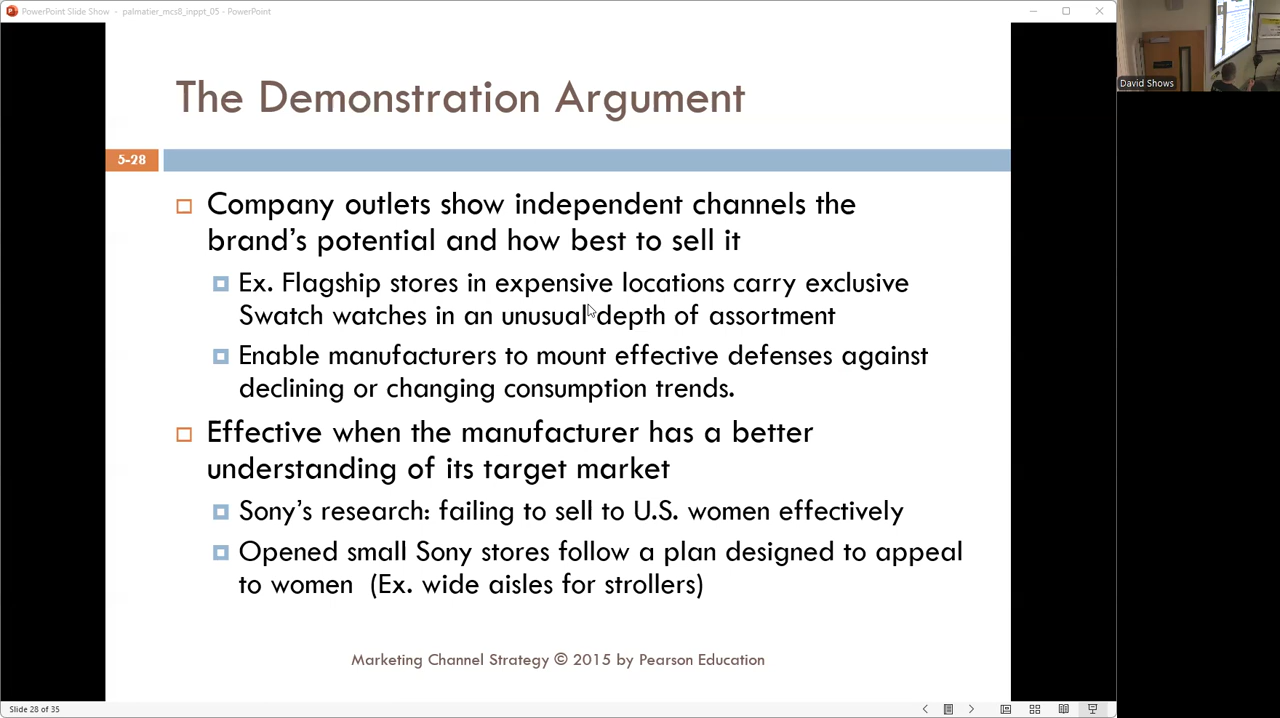 PowerPoint Slide Show - palmatier_mcs8_inppt_05 - PowerPoint
David Shows
The Demonstration Argument
5-28
Company outlets show independent channels the
brand's potential and how best to sell it
Ex. Flagship stores in expensive locations carry exclusive
Swatch watches in an unusual depth of assortment
Enable manufacturers to mount effective defenses against
declining or changing consumption trends.
Effective when the manufacturer has a better
understanding of its target market
Sony's research: failing to sell to U.S. women effectively
Opened small Sony stores follow a plan designed to appeal
to women (Ex. wide aisles for strollers)
Marketing Channel Strategy © 2015 by Pearson Education
Slide 28 of 35